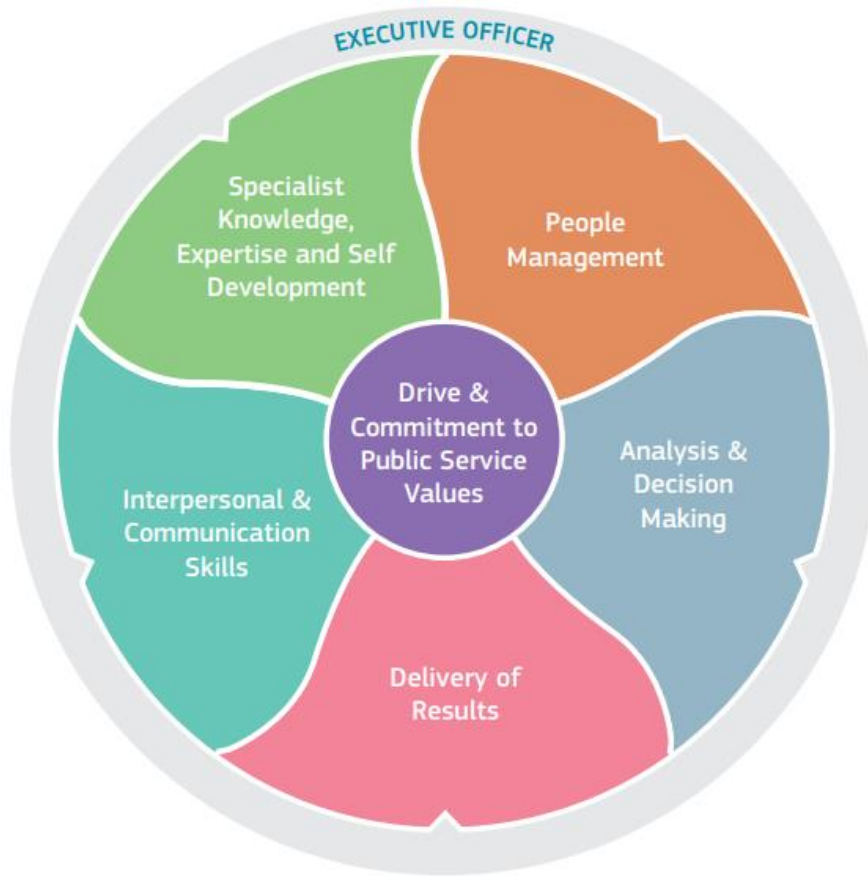 EXECUTIVE OFFICER
Specialist
Knowledge,
Expertise and Self
Development
People
Management
Drive &
Commitment to
Public Service
Values
Analysis &
Decision
Making
Interpersonal &
Communication
Skills
Delivery of
Results